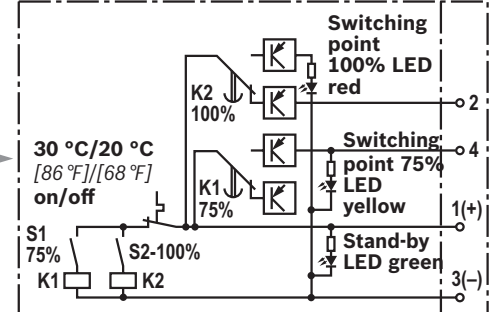 Switching
point
100% LED
red
K2
100%
2
30 °C/20 °C
[86 °F]/[68 °F]
on/off
Switching
point 75%
LED
yellow
4
K1
75%
1(+)
S1
75%
S2-100%
Stand-by
LED green
K1
K2
3(–)